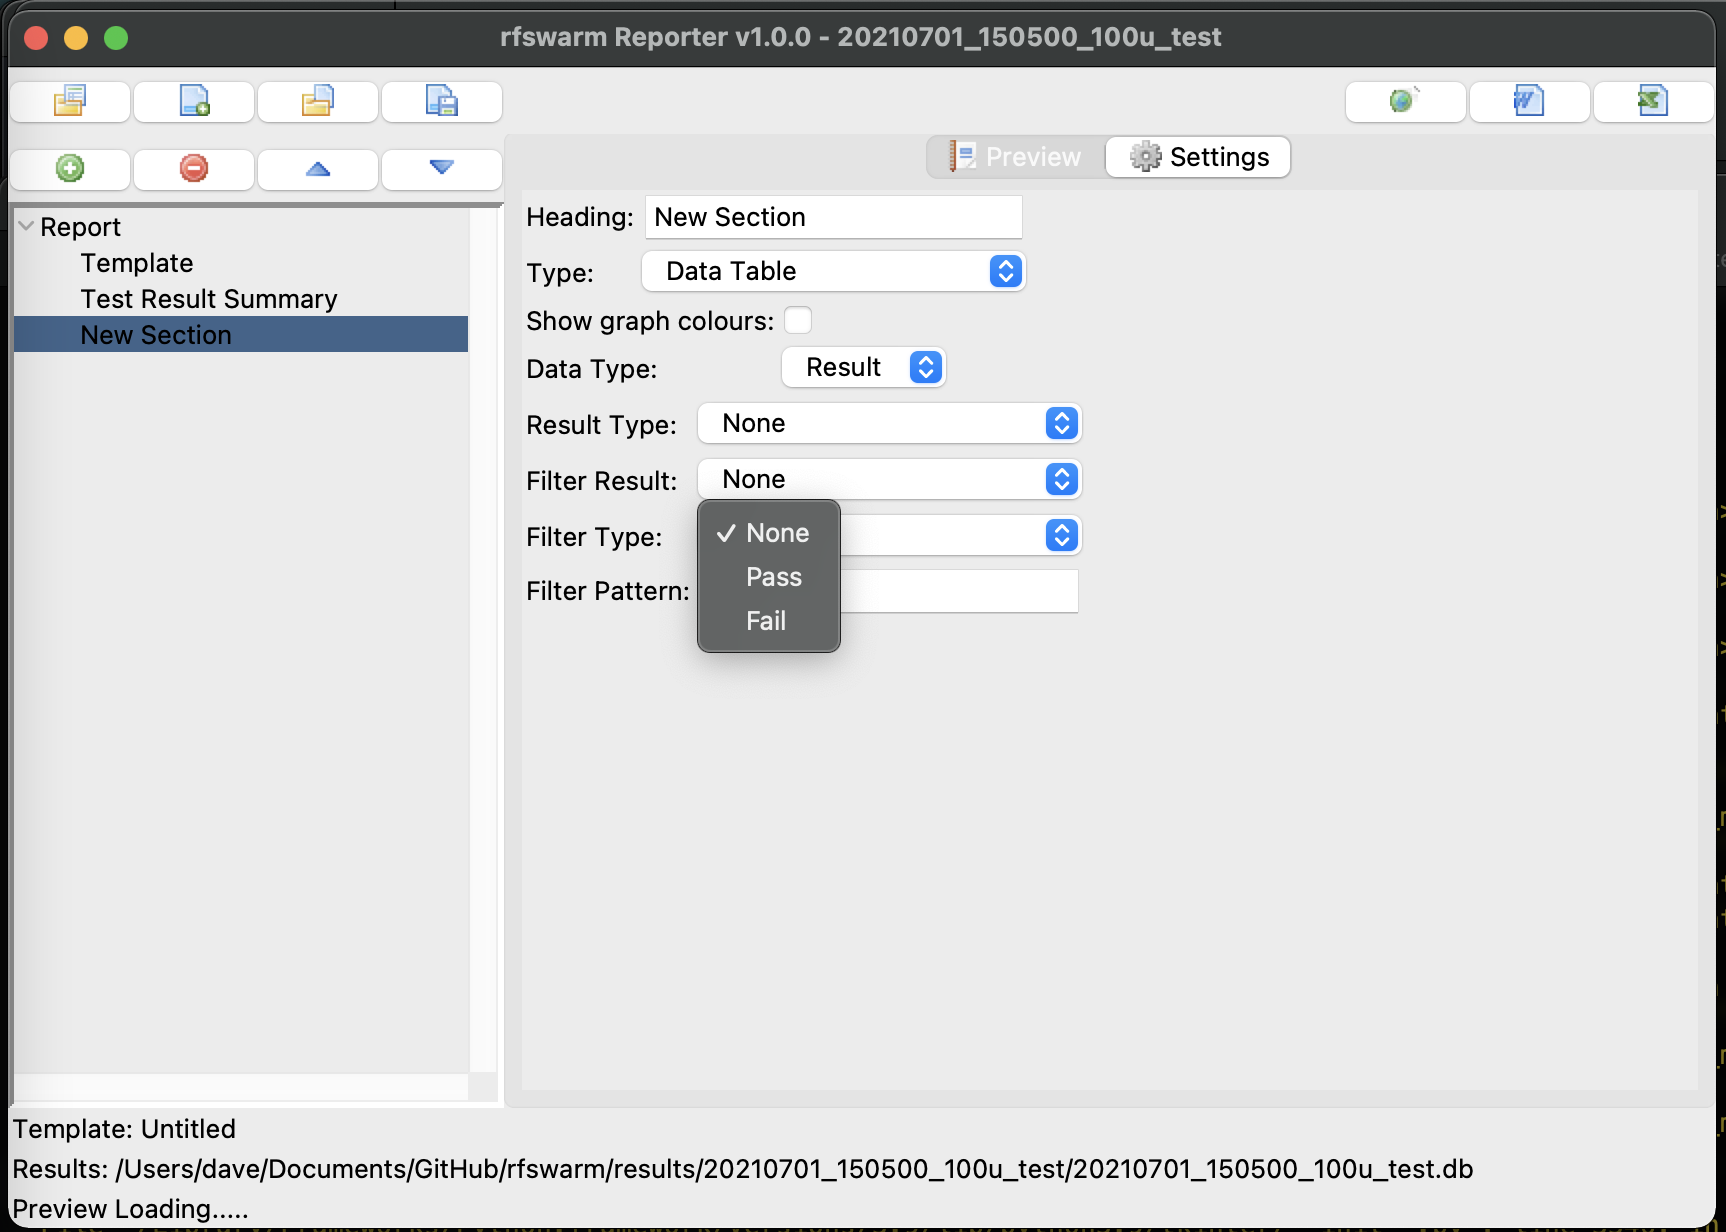 rfswarm Reporter v1.0.0 - 20210701_150500_100u_test
Preview
Settings
Report
Template
Test Result Summary
New Section
Heading: New Section
Type: Data Table
Show graph colours:
Data Type: Result
Result Type: None
Filter Result: None
Filter Type:
✓ None
Pass
Fail
Filter Pattern:
Template: Untitled
Results: /Users/dave/Documents/GitHub/rfswarm/results/20210701_150500_100u_test/20210701_150500_100u_test.db
Preview Loading.....